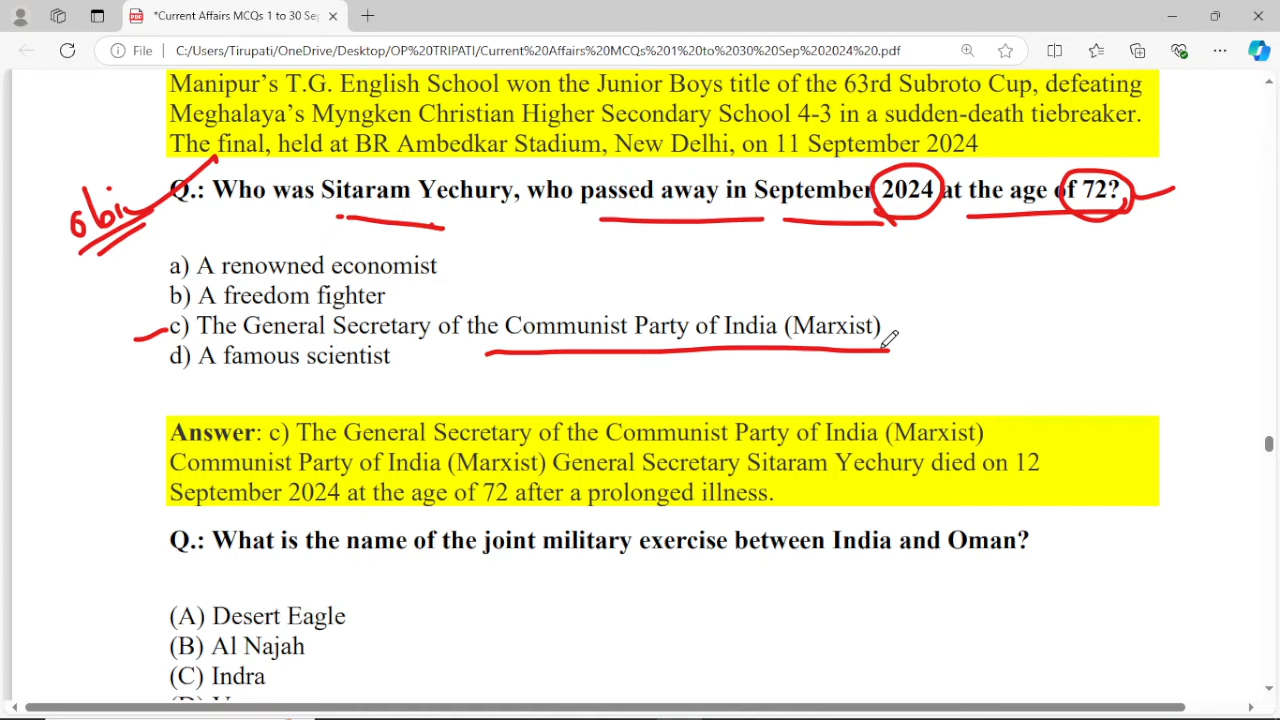 *Current Affairs MCQs 1 to 30 Sep
File C:/Users/Tirupati/OneDrive/Desktop/OP%20TRIPATI/Current%20Affairs%20MCQs%201%20to%2030%20Sep%202024%20.pdf
Manipur’s T.G. English School won the Junior Boys title of the 63rd Subroto Cup, defeating
Meghalaya’s Myngken Christian Higher Secondary School 4-3 in a sudden-death tiebreaker.
The final, held at BR Ambedkar Stadium, New Delhi, on 11 September 2024
Q.: Who was Sitaram Yechury, who passed away in September 2024 at the age of 72?
a) A renowned economist
b) A freedom fighter
c) The General Secretary of the Communist Party of India (Marxist)
d) A famous scientist
Answer: c) The General Secretary of the Communist Party of India (Marxist)
Communist Party of India (Marxist) General Secretary Sitaram Yechury died on 12
September 2024 at the age of 72 after a prolonged illness.
Q.: What is the name of the joint military exercise between India and Oman?
(A) Desert Eagle
(B) Al Najah
(C) Indra